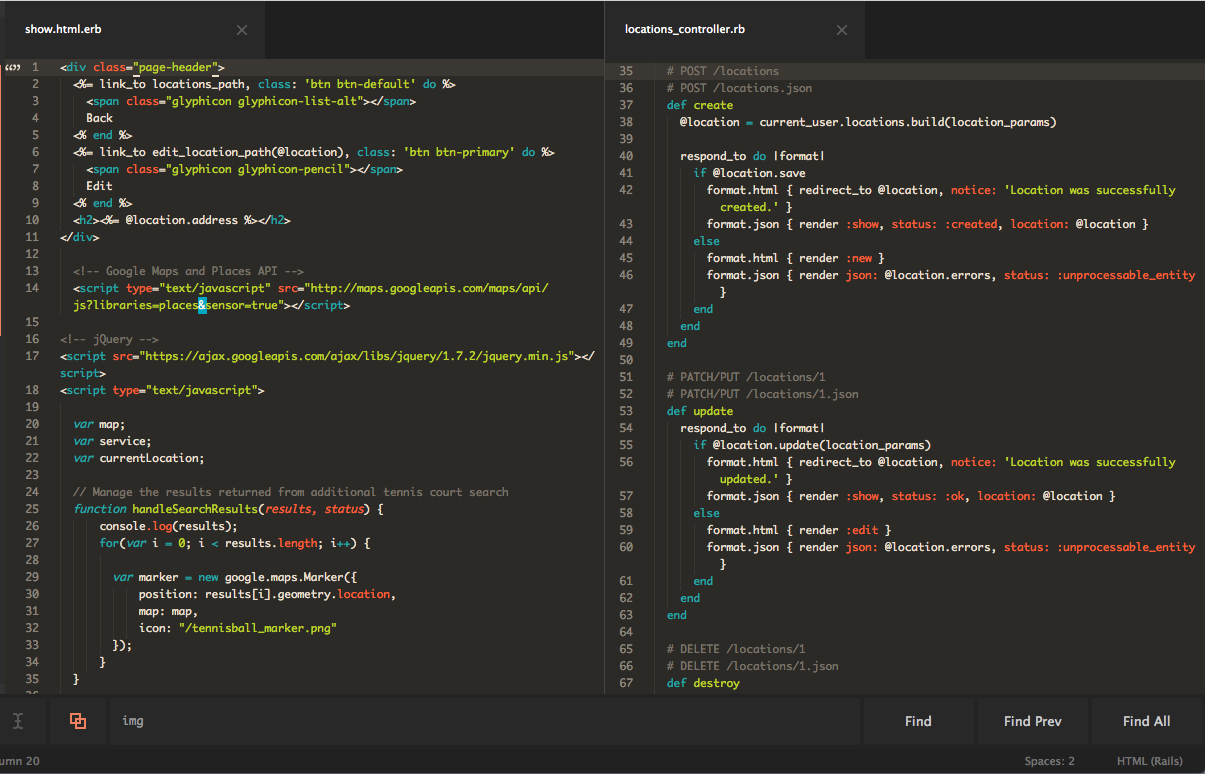 show.html.erb ×
1 <div class="page-header">
2 <%= link_to locations_path, class: 'btn btn-default' do %>
3 <span class="glyphicon glyphicon-list-alt"></span>
4 Back
5 <% end %>
6 <%= link_to edit_location_path(@location), class: 'btn btn-primary' do %>
7 <span class="glyphicon glyphicon-pencil"></span>
8 Edit
9 <% end %>
10 <h2><%= @location.address %></h2>
11 </div>
12
13 <!-- Google Maps and Places API -->
14 <script type="text/javascript" src="http://maps.googleapis.com/maps/api/
js?libraries=places&sensor=true"></script>
15
16 <!-- jQuery -->
17 <script src="https://ajax.googleapis.com/ajax/libs/jquery/1.7.2/jquery.min.js"></
script>
18 <script type="text/javascript">
19
20 var map;
21 var service;
22 var currentLocation;
23
24 // Manage the results returned from additional tennis court search
25 function handleSearchResults(results, status) {
26 console.log(results);
27 for(var i = 0; i < results.length; i++) {
28
29 var marker = new google.maps.Marker({
30 position: results[i].geometry.location,
31 map: map,
32 icon: "/tennisball_marker.png"
33 });
34 }
35 }
locations_controller.rb ×
35 # POST /locations
36 # POST /locations.json
37 def create
38 @location = current_user.locations.build(location_params)
39
40 respond_to do |format|
41 if @location.save
42 format.html { redirect_to @location, notice: 'Location was successfully
created.' }
43 format.json { render :show, status: :created, location: @location }
44 else
45 format.html { render :new }
46 format.json { render json: @location.errors, status: :unprocessable_entity
}
47 end
48 end
49 end
50
51 # PATCH/PUT /locations/1
52 # PATCH/PUT /locations/1.json
53 def update
54 respond_to do |format|
55 if @location.update(location_params)
56 format.html { redirect_to @location, notice: 'Location was successfully
updated.' }
57 format.json { render :show, status: :ok, location: @location }
58 else
59 format.html { render :edit }
60 format.json { render json: @location.errors, status: :unprocessable_entity
}
61 end
62 end
63 end
64
65 # DELETE /locations/1
66 # DELETE /locations/1.json
67 def destroy
img
Find
Find Prev
Find All
umn 20
Spaces: 2
HTML (Rails)